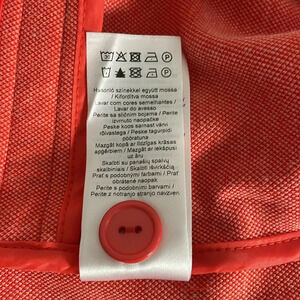 Hasonló színekkel együtt mossa
/ Kifordítva mossa
Lavar com cores semelhantes /
Lavar do avesso
Perite sa sličnim bojama / Perite
izvrnuto naopačke
Peske koos sarnast värvi
rõivastega / Peske tagurpidi
pööratuna
Mazgāt kopā ar līdzīgas krāsas
apģērbiem / Mazgāt ar iekšpusi
uz āru
Skalbti su panašių spalvų
skalbiniais / Skalbti išvirkščią
Prať s podobnými farbami / Prať
obrátené naopak
Perite s podobnimi barvami /
Perite z notranjo stranjo navzven